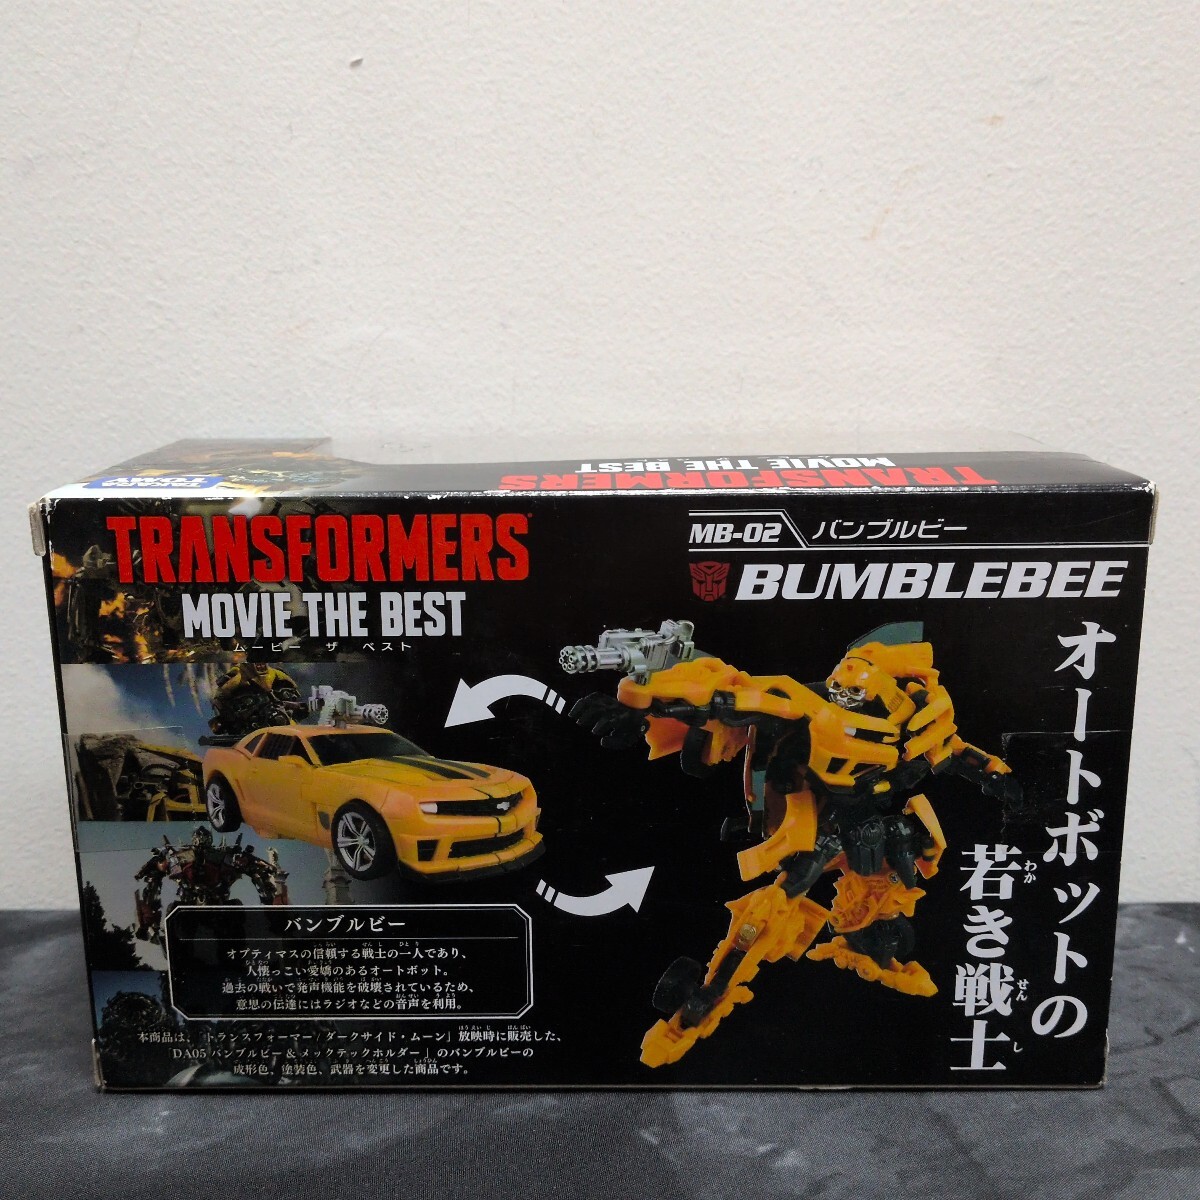 TAKARA TOMY
TRANSFORMERS
MOVIE THE BEST
TRANSFORMERS
MOVIE THE BEST
ムービー ザ ベスト
MB-02 バンブルビー
BUMBLEBEE
オートボットの
若き戦士
わか
せん
し
バンブルビー
オプティマスの信頼する戦士の一人であり、
人懐っこい愛嬌のあるオートボット。
過去の戦いで発声機能を破壊されているため、
意思の伝達にはラジオなどの音声を利用。
本商品は、「トランスフォーマー/ダークサイド・ムーン」放映時に販売した、
「DA05 バンブルビー&メックテックホルダー」のバンブルビーの
成形色、塗装色、武器を変更した商品です。